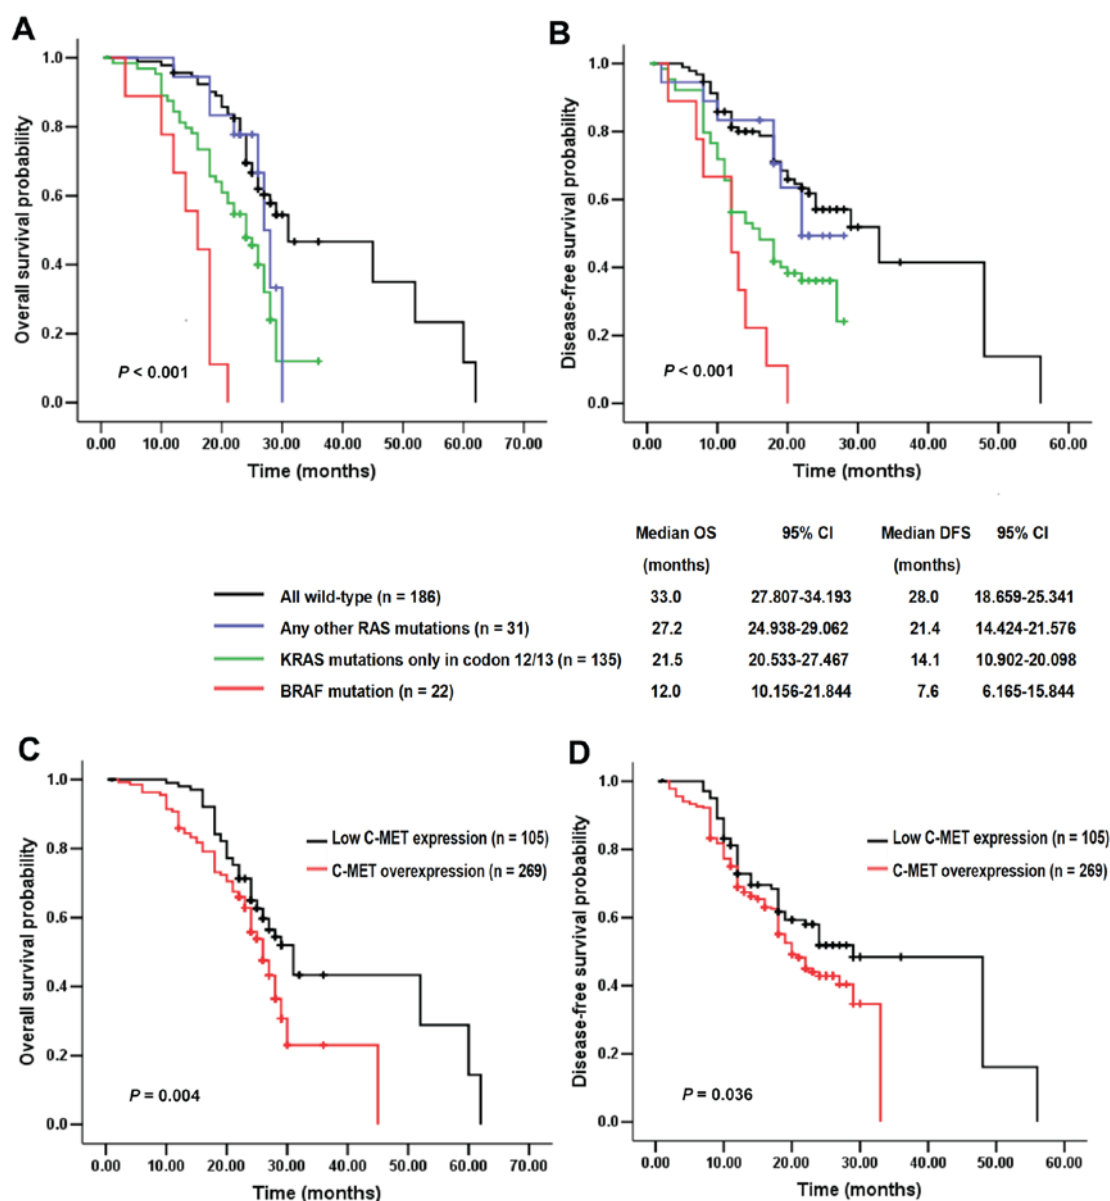 A
Overall survival probability
1.0
0.8
0.6
0.4
0.2
0.0
P < 0.001
0.00 10.00 20.00 30.00 40.00 50.00 60.00 70.00
Time (months)
B
Disease-free survival probability
1.0
0.8
0.6
0.4
0.2
0.0
P < 0.001
0.00 10.00 20.00 30.00 40.00 50.00 60.00
Time (months)
Median OS 95% CI Median DFS 95% CI
(months) (months)
All wild-type (n = 186) 33.0 27.807-34.193 28.0 18.659-25.341
Any other RAS mutations (n = 31) 27.2 24.938-29.062 21.4 14.424-21.576
KRAS mutations only in codon 12/13 (n = 135) 21.5 20.533-27.467 14.1 10.902-20.098
BRAF mutation (n = 22) 12.0 10.156-21.844 7.6 6.165-15.844
C
Overall survival probability
1.0
0.8
0.6
0.4
0.2
0.0
Low C-MET expression (n = 105)
C-MET overexpression (n = 269)
P = 0.004
0.00 10.00 20.00 30.00 40.00 50.00 60.00 70.00
Time (months)
D
Disease-free survival probability
1.0
0.8
0.6
0.4
0.2
0.0
Low C-MET expression (n = 105)
C-MET overexpression (n = 269)
P = 0.036
0.00 10.00 20.00 30.00 40.00 50.00 60.00
Time (months)